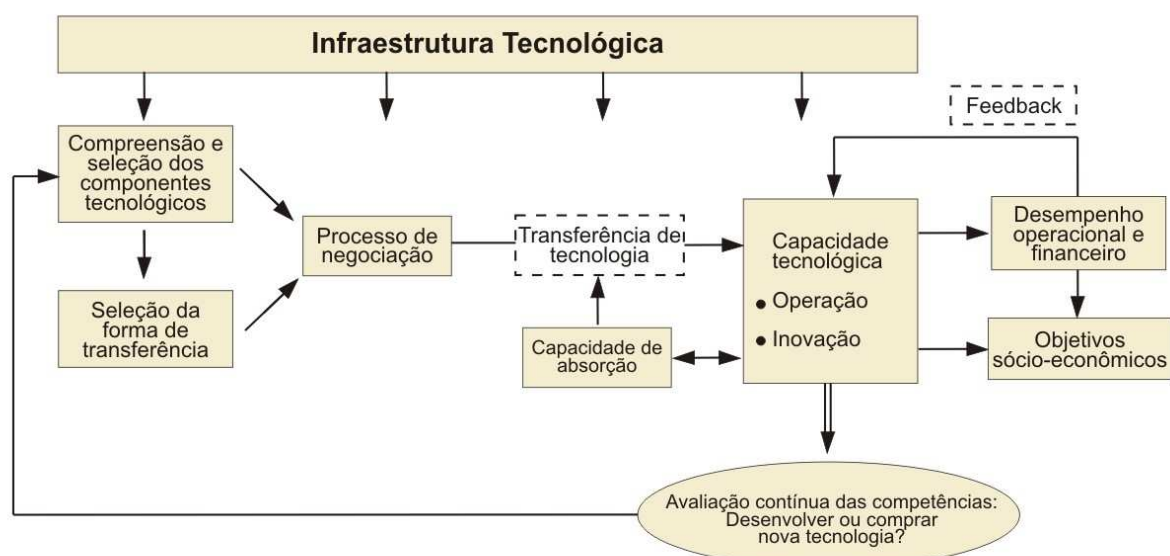 Infraestrutura Tecnológica
Feedback
Compreensão e
seleção dos
componentes
tecnológicos
Processo de
negociação
Transferência de
tecnologia
Capacidade
tecnológica
• Operação
• Inovação
Desempenho
operacional e
financeiro
Seleção da
forma de
transferência
Capacidade de
absorção
Objetivos
sócio-econômicos
Avaliação contínua das competências:
Desenvolver ou comprar
nova tecnologia?